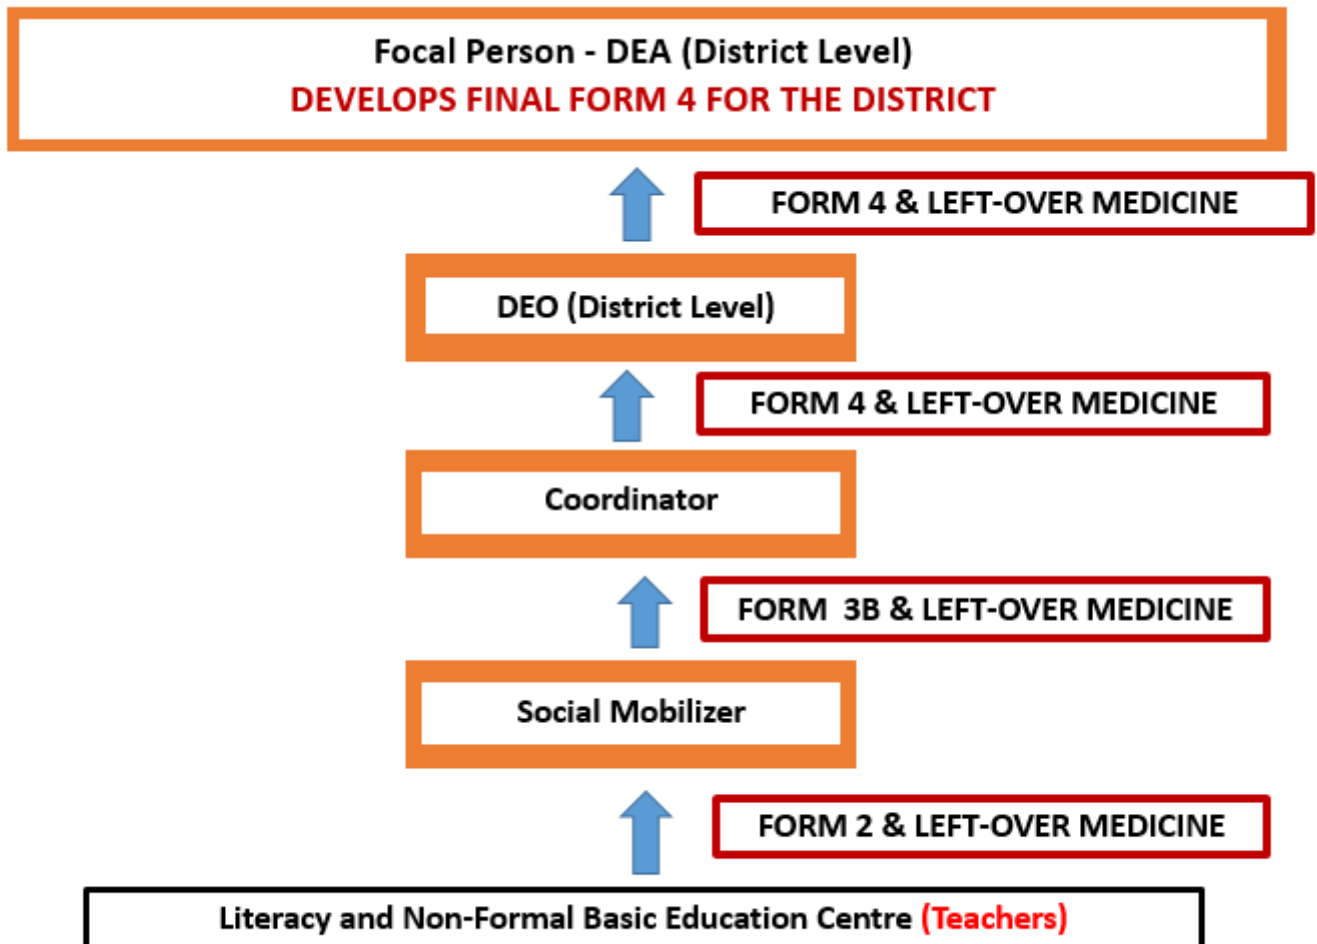 Focal Person - DEA (District Level)
DEVELOPS FINAL FORM 4 FOR THE DISTRICT
FORM 4 & LEFT-OVER MEDICINE
DEO (District Level)
FORM 4 & LEFT-OVER MEDICINE
Coordinator
FORM 3B & LEFT-OVER MEDICINE
Social Mobilizer
FORM 2 & LEFT-OVER MEDICINE
Literacy and Non-Formal Basic Education Centre (Teachers)